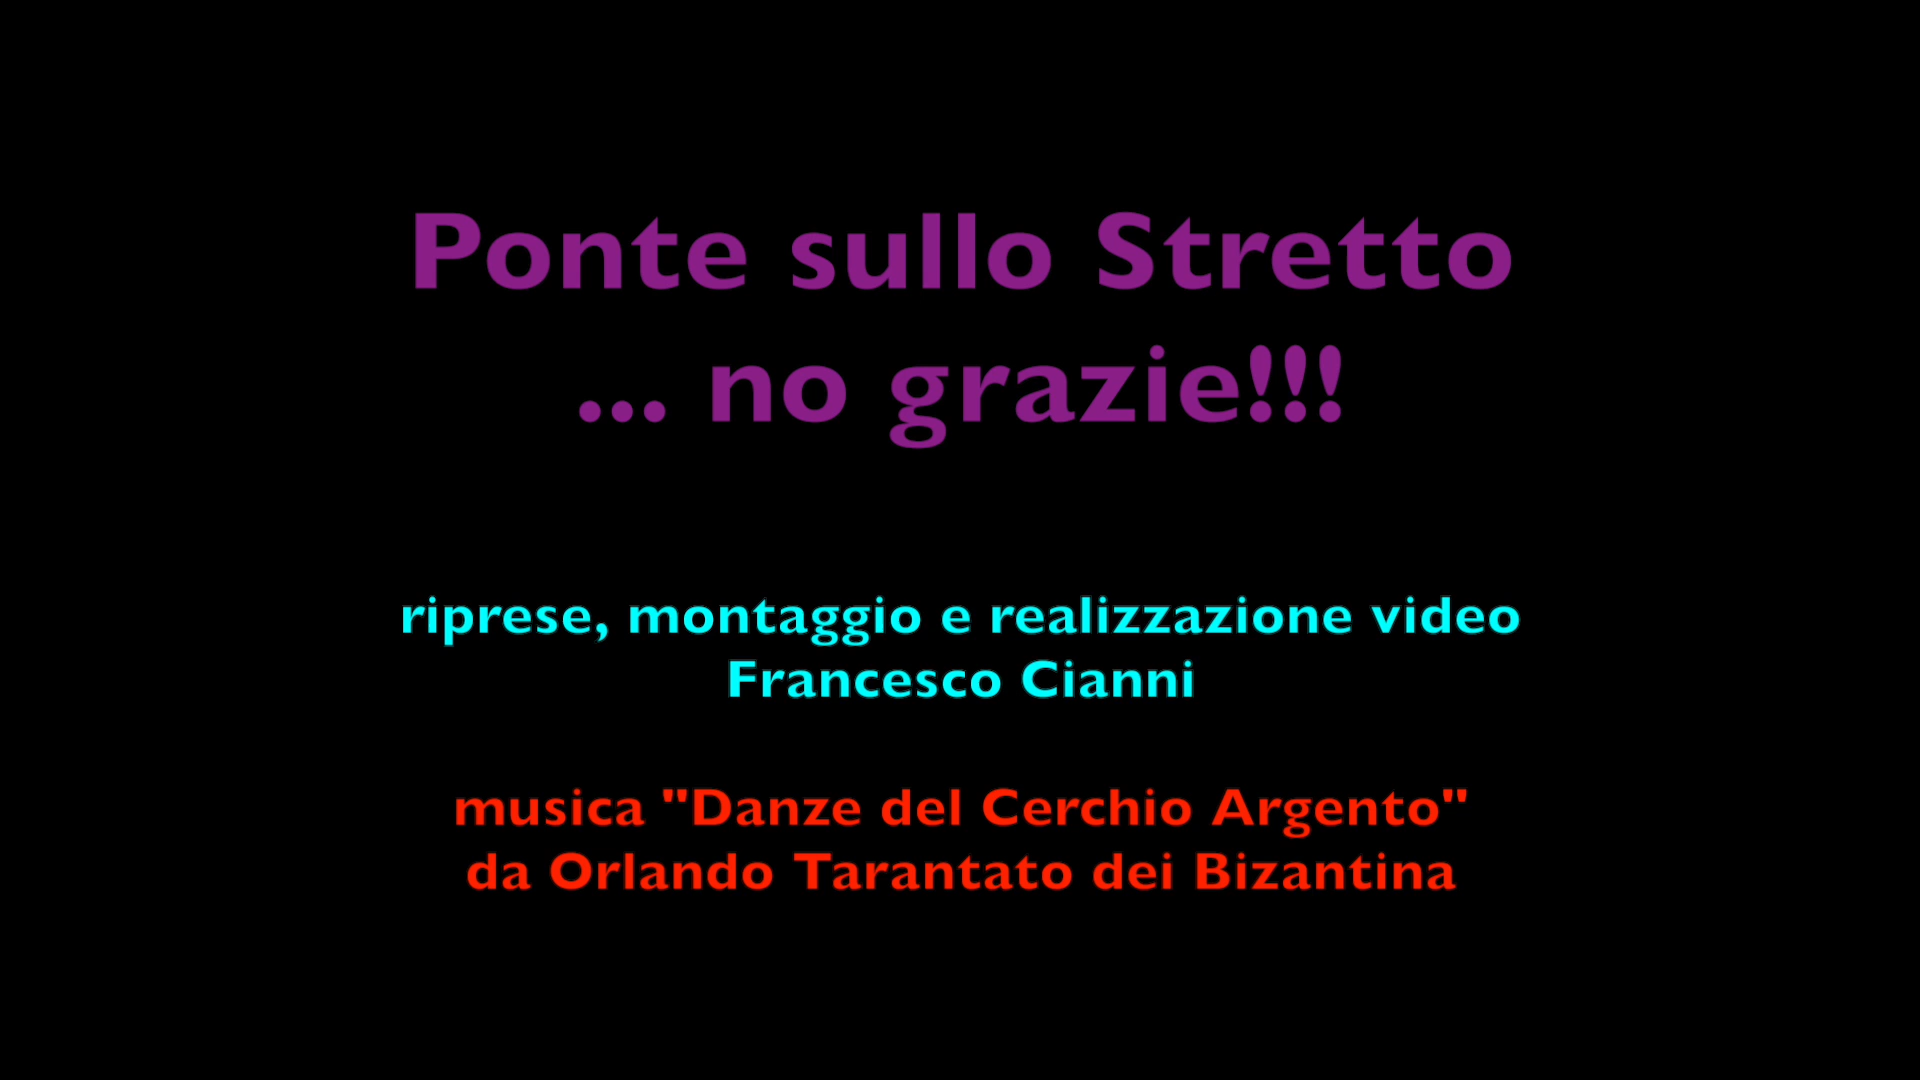 Ponte sullo Stretto
... no grazie!!!
riprese, montaggio e realizzazione video
Francesco Cianni
musica "Danze del Cerchio Argento"
da Orlando Tarantato dei Bizantina